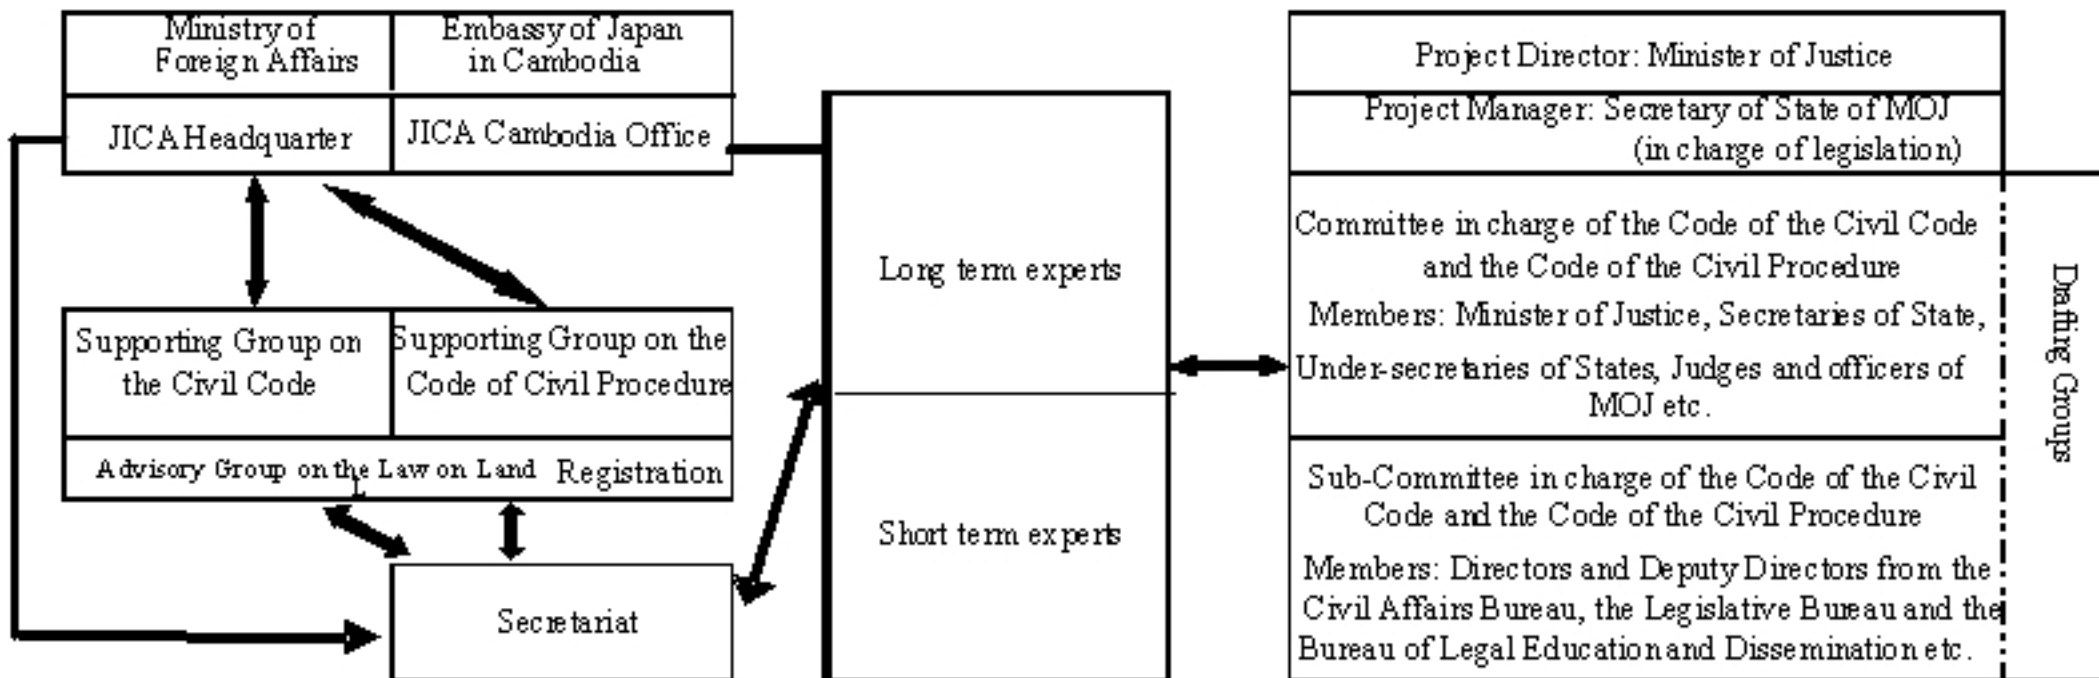 Ministry of
Foreign Affairs
Embassy of Japan
in Cambodia
JICA Headquarter
JICA Cambodia Office
Supporting Group on
the Civil Code
Supporting Group on the
Code of Civil Procedure
Advisory Group on the Law on Land Registration
Secretariat
Long term experts
Short term experts
Project Director: Minister of Justice
Project Manager: Secretary of State of MOJ
(in charge of legislation)
Committee in charge of the Code of the Civil Code
and the Code of the Civil Procedure
Members: Minister of Justice, Secretaries of State,
Under-secretaries of States, Judges and officers of
MOJ etc.
Sub-Committee in charge of the Code of the Civil
Code and the Code of the Civil Procedure
Members: Directors and Deputy Directors from the
Civil Affairs Bureau, the Legislative Bureau and the
Bureau of Legal Education and Dissemination etc.
Drafting Groups